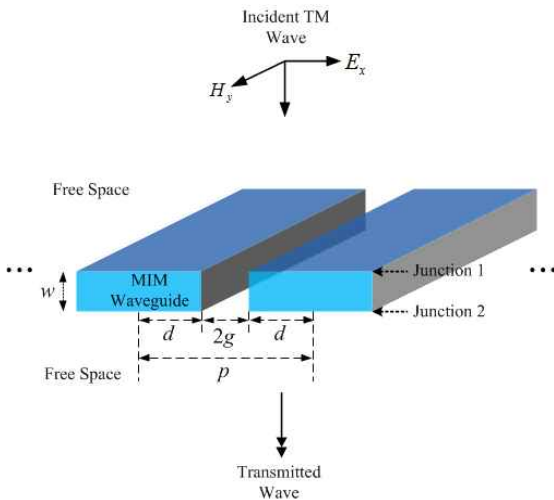 Incident TM
Wave
E_x
H_y
Free Space
... MIM Waveguide ...
Junction 1
w
Junction 2
d 2g d
Free Space
p
Transmitted
Wave